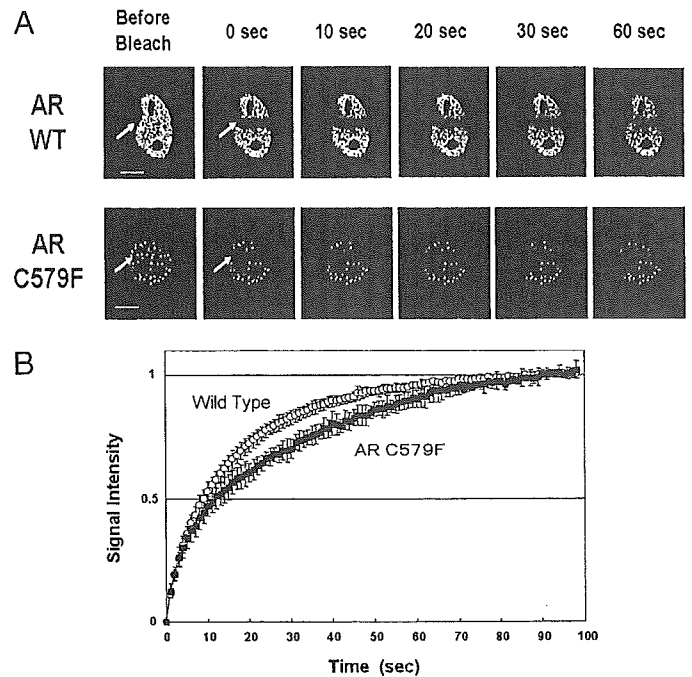 A
Before
Bleach
0 sec
10 sec
20 sec
30 sec
60 sec
AR
WT
AR
C579F
B
Signal Intensity
1
0.5
0
Wild Type
AR C579F
0
10
20
30
40
50
60
70
80
90
100
Time (sec)